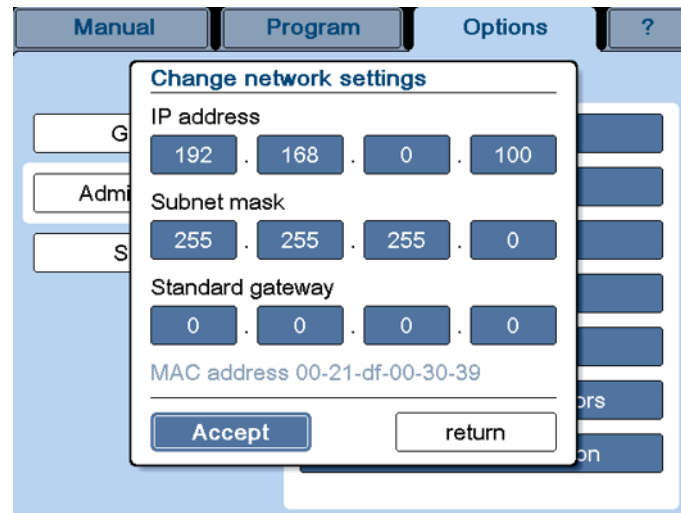 Manual Program Options ?
Change network settings
IP address
192 . 168 . 0 . 100
Subnet mask
255 . 255 . 255 . 0
Standard gateway
0 . 0 . 0 . 0
MAC address 00-21-df-00-30-39
Accept return